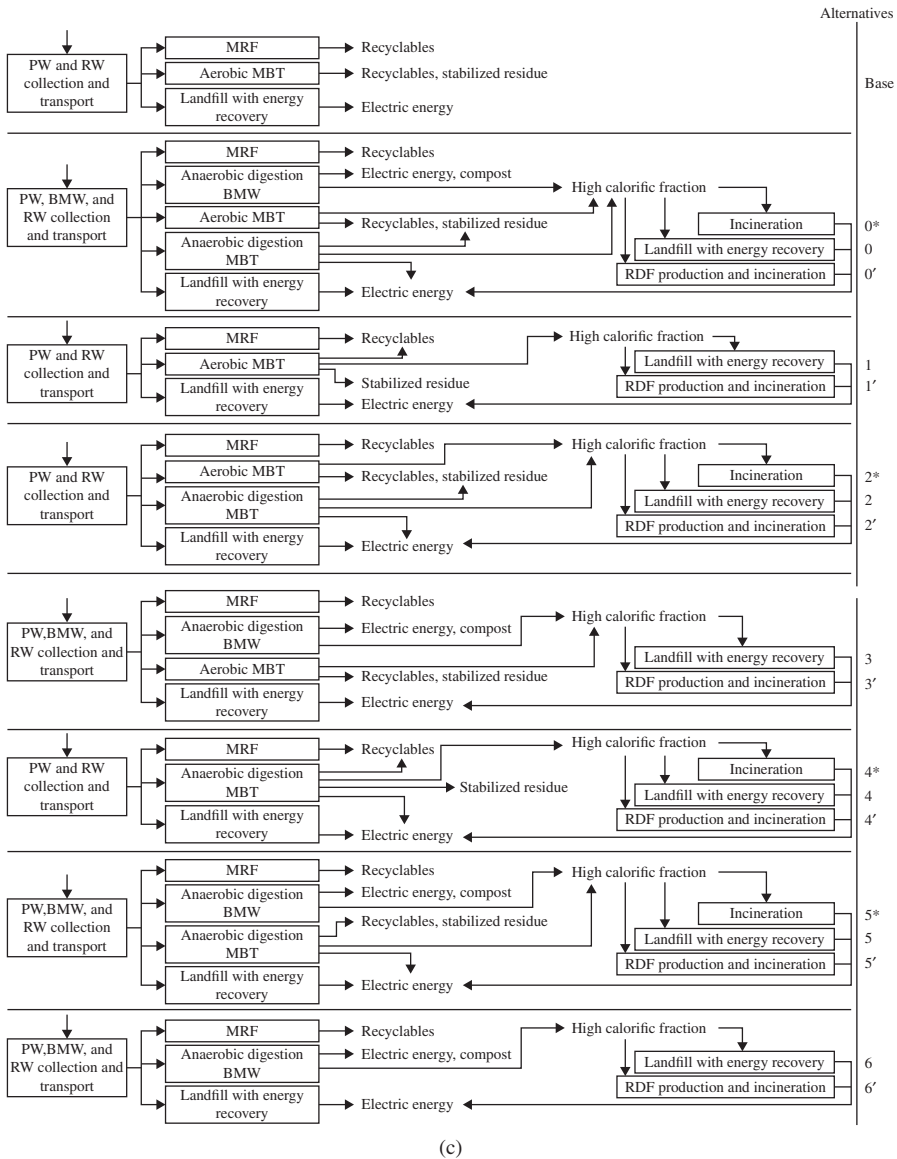 Alternatives
PW and RW
collection and
transport
MRF
Recyclables
Aerobic MBT
Recyclables, stabilized residue
Landfill with energy
recovery
Electric energy
Base
PW, BMW, and
RW collection
and transport
MRF
Recyclables
Anaerobic digestion
BMW
Electric energy, compost
Aerobic MBT
Recyclables, stabilized residue
Anaerobic digestion
MBT
Landfill with energy
recovery
Electric energy
High calorific fraction
Incineration
0*
Landfill with energy recovery
0
RDF production and incineration
0′
PW and RW
collection and
transport
MRF
Recyclables
Aerobic MBT
Stabilized residue
Landfill with energy
recovery
Electric energy
High calorific fraction
Landfill with energy recovery
1
RDF production and incineration
1′
PW and RW
collection and
transport
MRF
Recyclables
Aerobic MBT
Recyclables, stabilized residue
Anaerobic digestion
MBT
Landfill with energy
recovery
Electric energy
High calorific fraction
Incineration
2*
Landfill with energy recovery
2
RDF production and incineration
2′
PW,BMW, and
RW collection and
transport
MRF
Recyclables
Anaerobic digestion
BMW
Electric energy, compost
Aerobic MBT
Recyclables, stabilized residue
Landfill with energy
recovery
Electric energy
High calorific fraction
Landfill with energy recovery
3
RDF production and incineration
3′
PW and RW
collection and
transport
MRF
Recyclables
Anaerobic digestion
MBT
Stabilized residue
Landfill with energy
recovery
Electric energy
High calorific fraction
Incineration
4*
Landfill with energy recovery
4
RDF production and incineration
4′
PW,BMW, and
RW collection
and transport
MRF
Recyclables
Anaerobic digestion
BMW
Electric energy, compost
Recyclables, stabilized residue
Anaerobic digestion
MBT
Landfill with energy
recovery
Electric energy
High calorific fraction
Incineration
5*
Landfill with energy recovery
5
RDF production and incineration
5′
PW,BMW, and
RW collection and
transport
MRF
Recyclables
Anaerobic digestion
BMW
Electric energy, compost
Landfill with energy
recovery
Electric energy
High calorific fraction
Landfill with energy recovery
6
RDF production and incineration
6′
(c)